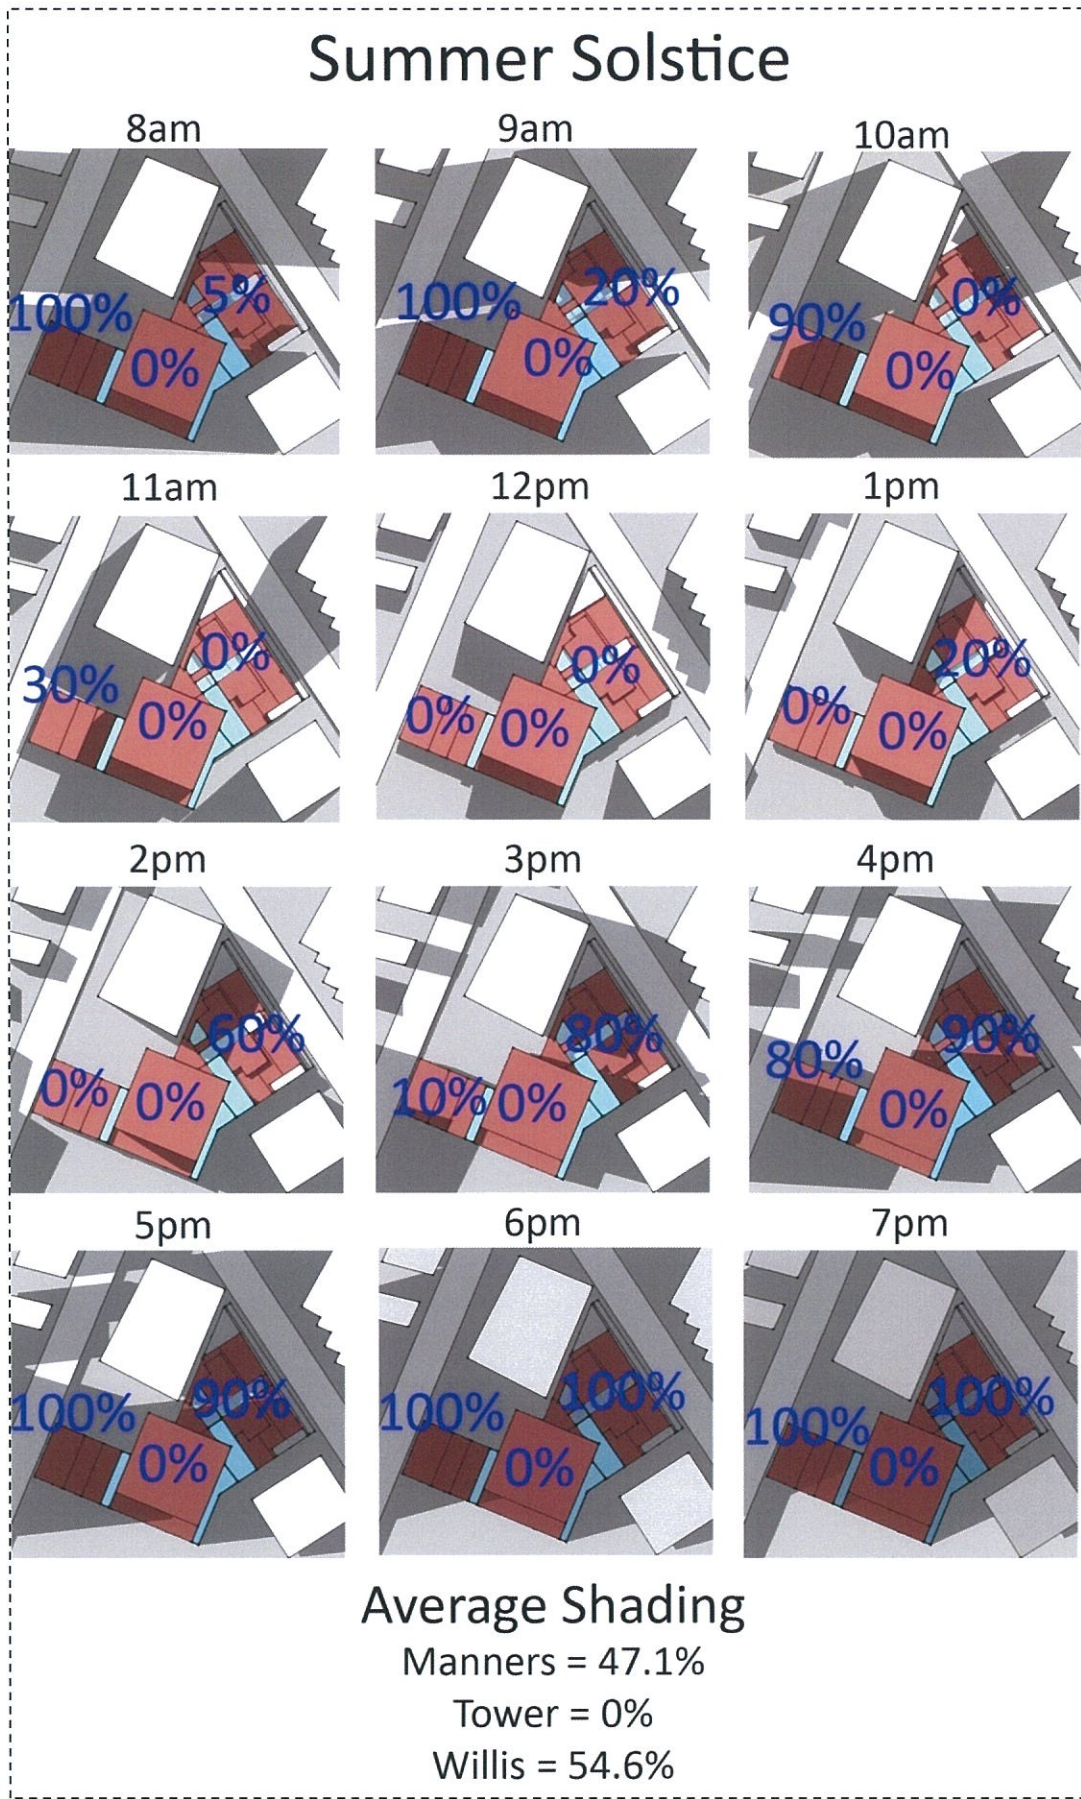 Summer Solstice
8am 9am 10am
100% 5% 0%
100% 20% 0%
90% 0% 0%
11am 12pm 1pm
30% 0% 0%
0% 0% 0%
0% 20% 0%
2pm 3pm 4pm
0% 60% 0%
10% 80% 0%
80% 90% 0%
5pm 6pm 7pm
100% 90% 0%
100% 100% 0%
100% 100% 0%
Average Shading
Manners = 47.1%
Tower = 0%
Willis = 54.6%